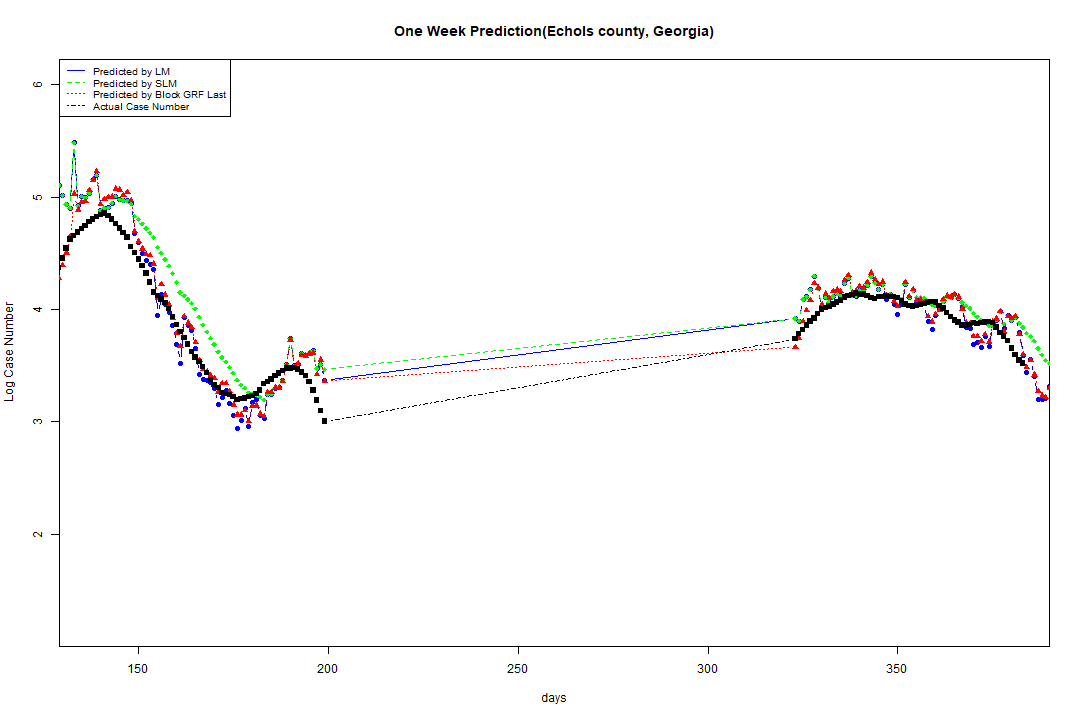 One Week Prediction(Echols county, Georgia)
Predicted by LM
Predicted by SLM
Predicted by Block GRF Last
Actual Case Number
Log Case Number
6
5
4
3
2
150
200
250
300
350
days